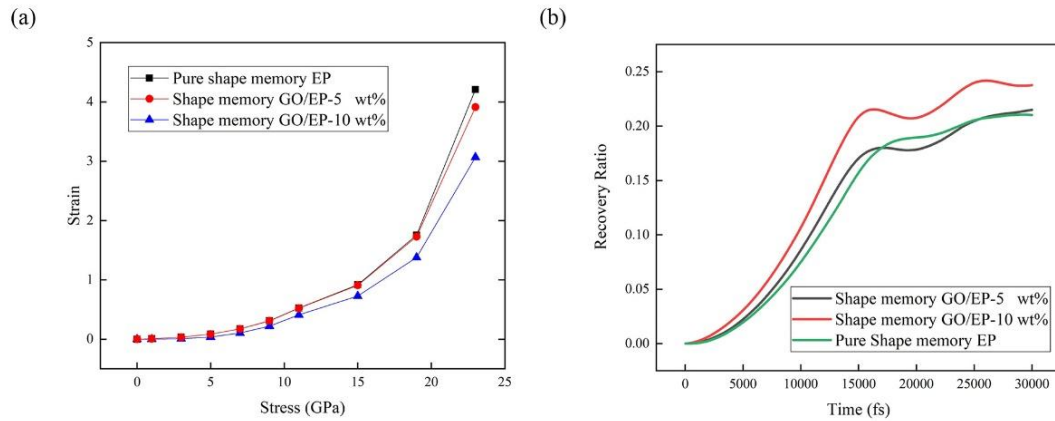 (a)
5
4
3
2
1
0
Strain
Pure shape memory EP
Shape memory GO/EP-5 wt%
Shape memory GO/EP-10 wt%
0 5 10 15 20 25
Stress (GPa)
(b)
0.25
0.20
0.15
0.10
0.05
0.00
Recovery Ratio
Shape memory GO/EP-5 wt%
Shape memory GO/EP-10 wt%
Pure Shape memory EP
0 5000 10000 15000 20000 25000 30000
Time (fs)